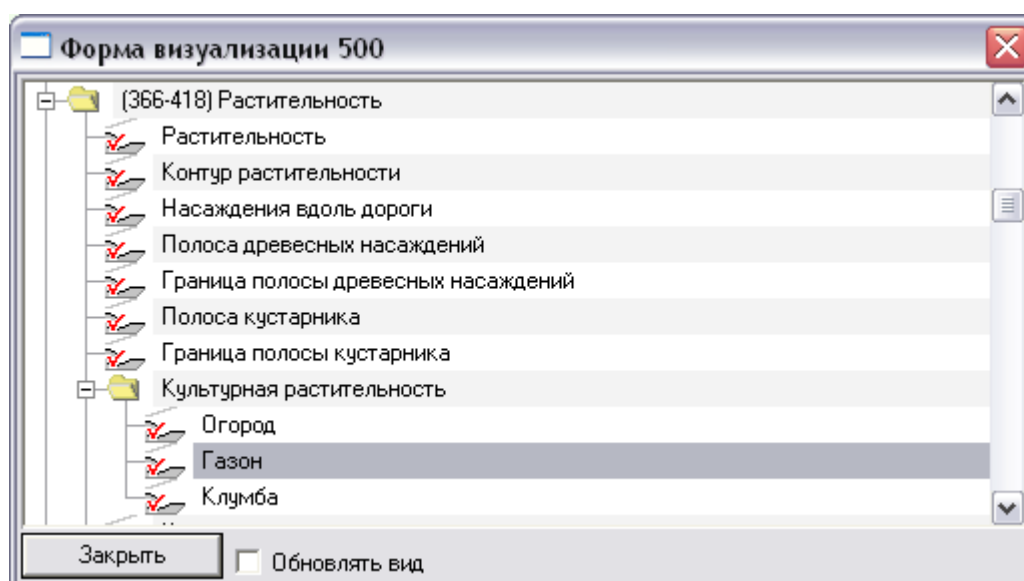 Форма визуализации 500
(366-418) Растительность
Растительность
Контур растительности
Насаждения вдоль дороги
Полоса древесных насаждений
Граница полосы древесных насаждений
Полоса кустарника
Граница полосы кустарника
Культурная растительность
Огород
Газон
Клумба
Закрыть
Обновлять вид